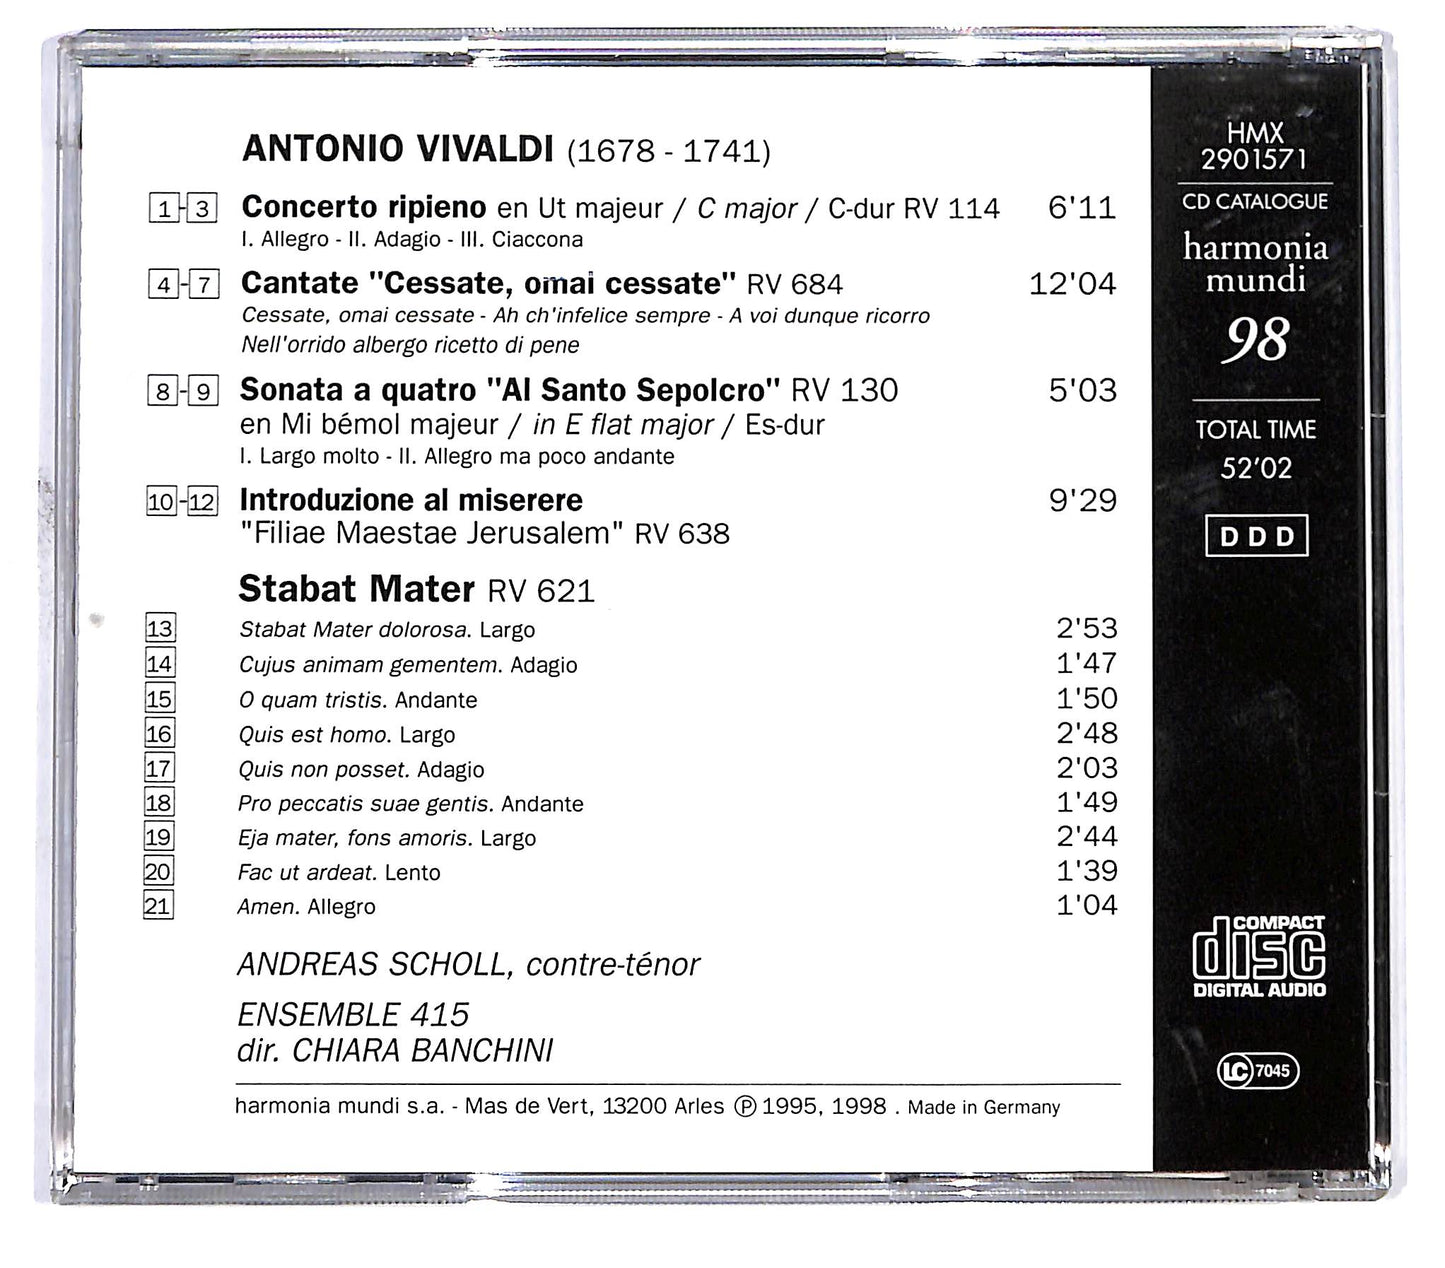 ANTONIO VIVALDI (1678 - 1741)
1-3 Concerto ripieno en Ut majeur / C major / C-dur RV 114 6'11
I. Allegro - II. Adagio - III. Ciaccona
4-7 Cantate "Cessate, omai cessate" RV 684 12'04
Cessate, omai cessate - Ah ch'infelice sempre - A voi dunque ricorro
Nell'orrido albergo ricetto di pene
8-9 Sonata a quatro "Al Santo Sepolcro" RV 130 5'03
en Mi bémol majeur / in E flat major / Es-dur
I. Largo molto - II. Allegro ma poco andante
10-12 Introduzione al miserere 9'29
"Filiae Maestae Jerusalem" RV 638
Stabat Mater RV 621
13 Stabat Mater dolorosa. Largo 2'53
14 Cujus animam gementem. Adagio 1'47
15 O quam tristis. Andante 1'50
16 Quis est homo. Largo 2'48
17 Quis non posset. Adagio 2'03
18 Pro peccatis suae gentis. Andante 1'49
19 Eja mater, fons amoris. Largo 2'44
20 Fac ut ardeat. Lento 1'39
21 Amen. Allegro 1'04
ANDREAS SCHOLL, contre-ténor
ENSEMBLE 415
dir. CHIARA BANCHINI
harmonia mundi s.a. - Mas de Vert, 13200 Arles ℗ 1995, 1998 . Made in Germany
HMX
2901571
CD CATALOGUE
harmonia
mundi
98
TOTAL TIME
52'02
DDD
COMPACT
disc
DIGITAL AUDIO
LC 7045